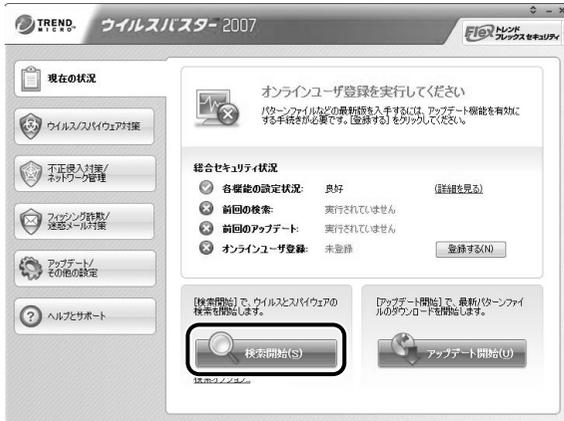 TREND MICRO
ウイルスバスター 2007
Flex トレンド フレックス セキュリティ
現在の状況
ウイルス/スパイウェア対策
不正侵入対策/
ネットワーク管理
フィッシング詐欺/
迷惑メール対策
アップデート/
その他の設定
ヘルプとサポート
オンラインユーザ登録を実行してください
パターンファイルなどの最新版を入手するには、アップデート機能を有効に
する手続きが必要です。[登録する]をクリックしてください。
総合セキュリティ状況
各機能の設定状況: 良好 (詳細を見る)
前回の検索: 実行されていません
前回のアップデート: 実行されていません
オンラインユーザ登録: 未登録 登録する(N)
[検索開始]で、ウイルスとスパイウェアの
検索を開始します。
検索開始(S)
検索オプション...
[アップデート開始]で、最新パターンファイ
ルのダウンロードを開始します。
アップデート開始(U)